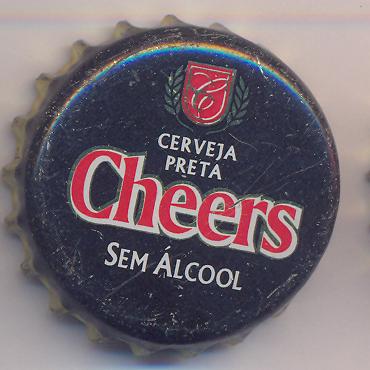 C
CERVEJA
PRETA
Cheers
SEM ÁLCOOL